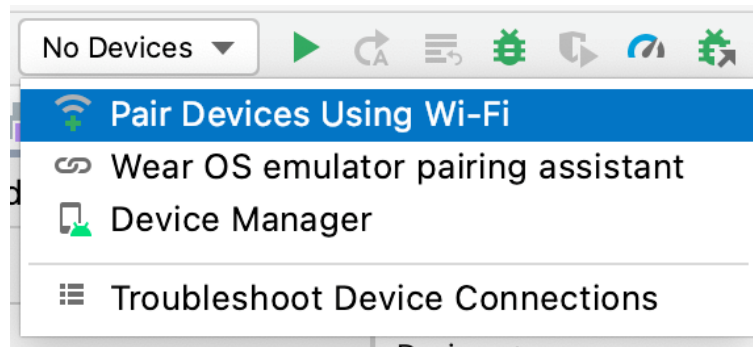 No Devices
Pair Devices Using Wi-Fi
Wear OS emulator pairing assistant
Device Manager
Troubleshoot Device Connections